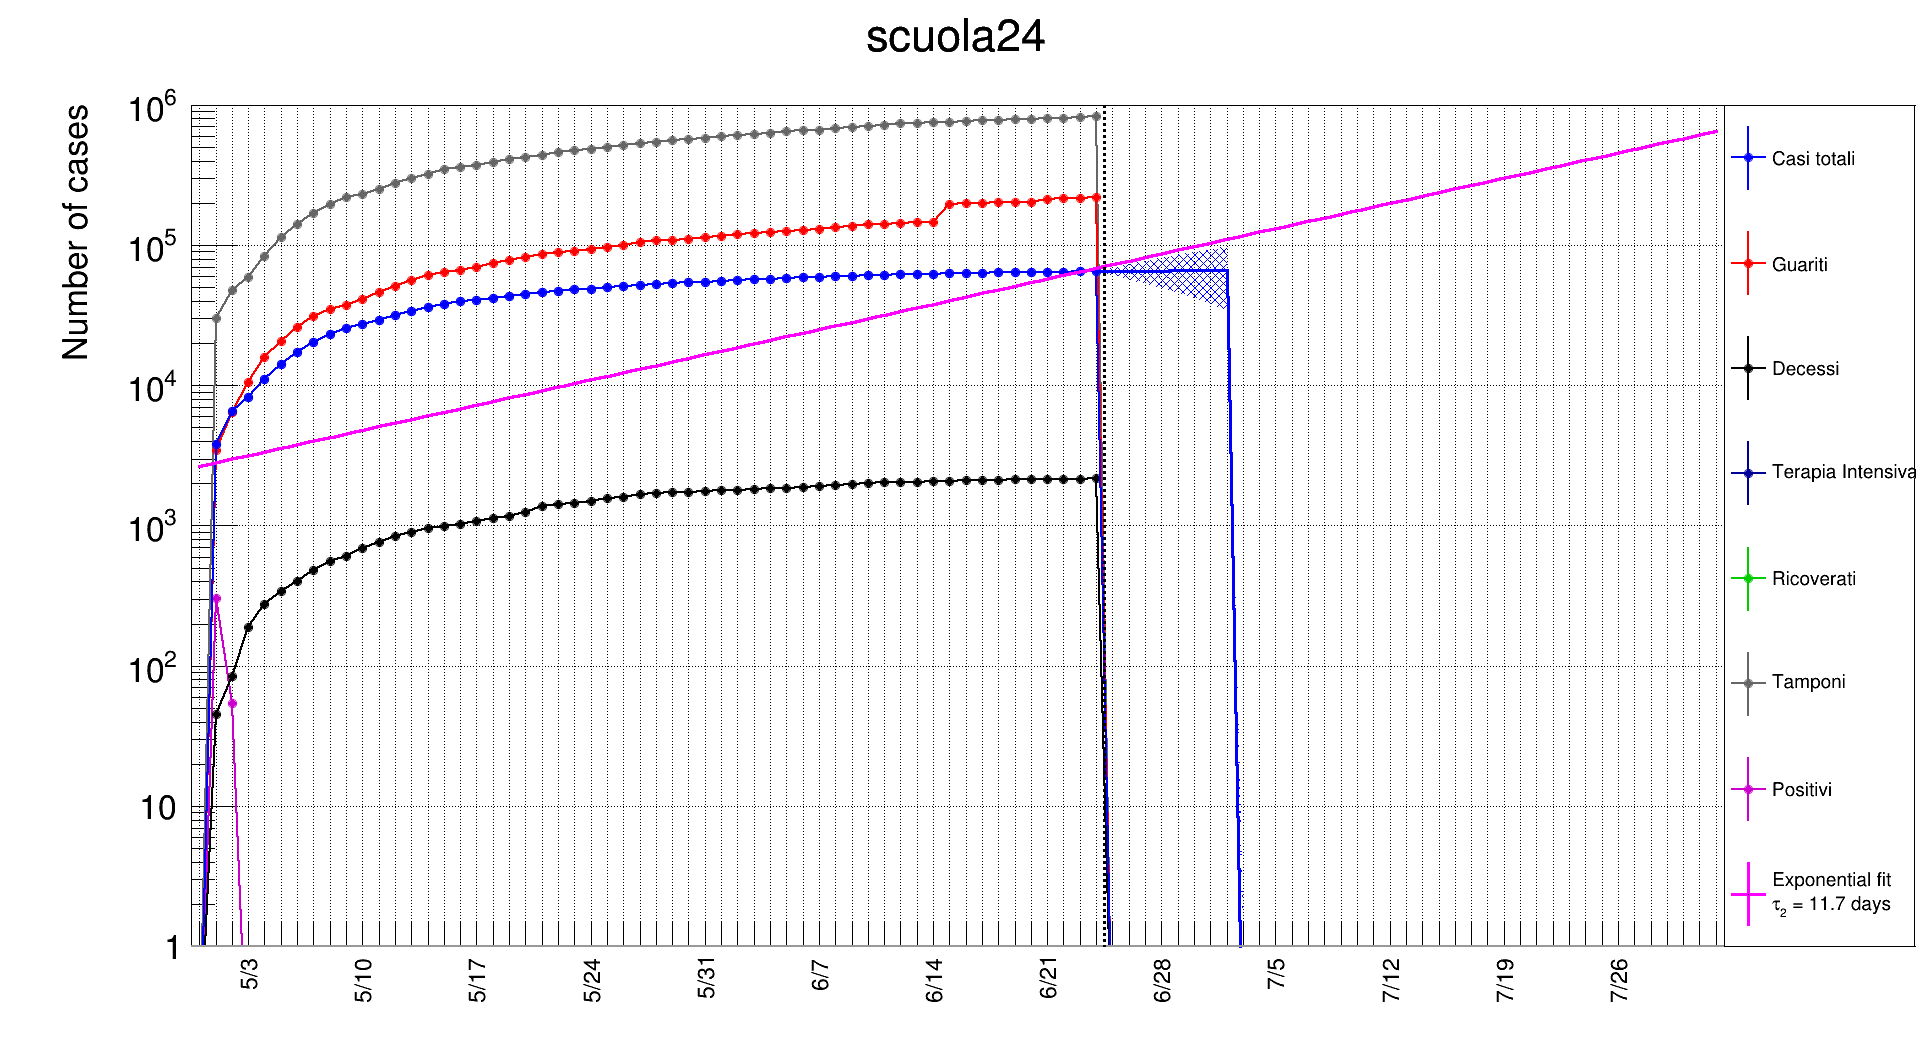 scuola24
Number of cases
10^6
10^5
10^4
10^3
10^2
10
1
5/3
5/10
5/17
5/24
5/31
6/7
6/14
6/21
6/28
7/5
7/12
7/19
7/26
Casi totali
Guariti
Decessi
Terapia Intensiva
Ricoverati
Tamponi
Positivi
Exponential fit
τ₂ = 11.7 days